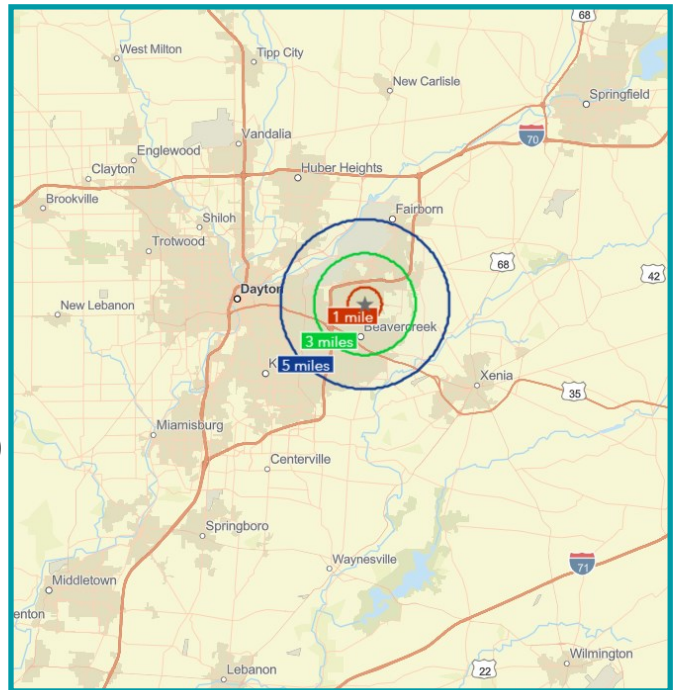 68
West Milton
Tipp City
New Carlisle
Springfield
70
Vandalia
Englewood
Clayton
Huber Heights
Brookville
Fairborn
Shiloh
Trotwood
68
42
Dayton
New Lebanon
1 mile
Beavercreek
3 miles
5 miles
K
Xenia
35
Miamisburg
Centerville
Springboro
Waynesville
71
Middletown
enton
Wilmington
22
Lebanon